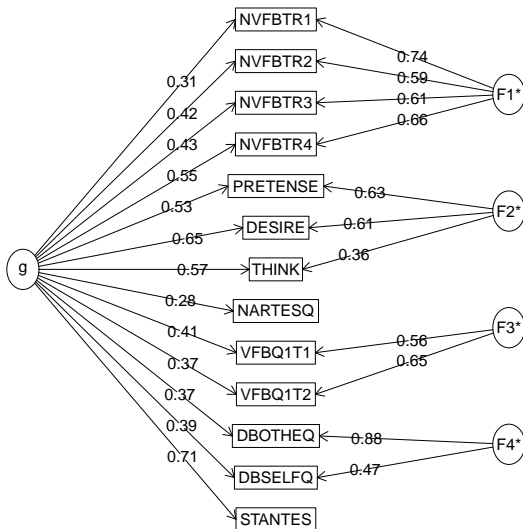 NVFBTR1
0.74
NVFBTR2
0.59
0.31
F1*
NVFBTR3
0.61
0.42
NVFBTR4
0.66
0.43
0.55
PRETENSE
0.63
0.53
F2*
DESIRE
0.61
0.65
0.36
g
0.57
THINK
0.28
NARTESQ
0.41
F3*
VFBQ1T1
0.56
0.37
VFBQ1T2
0.65
0.37
DBOTHEQ
0.88
0.39
F4*
DBSELFQ
0.47
0.71
STANTES